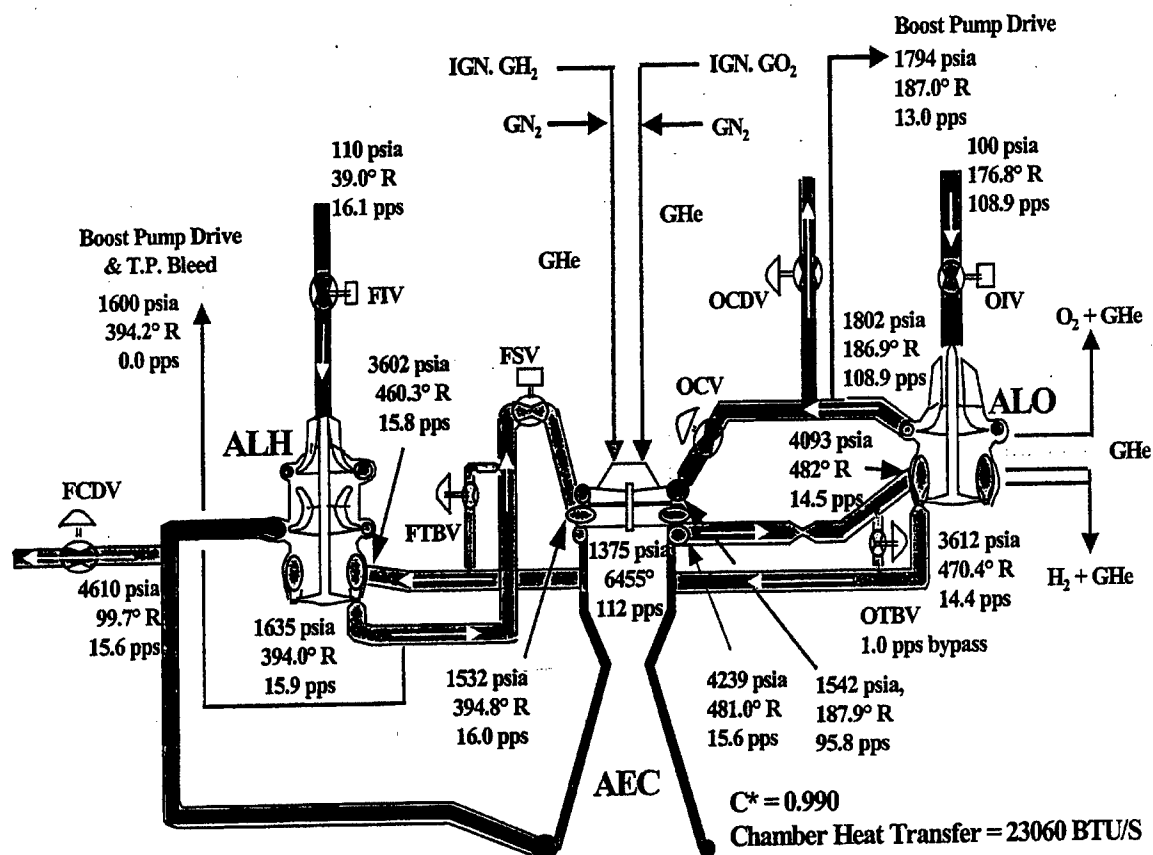 Boost Pump Drive
1794 psia
187.0° R
13.0 pps
IGN. GH₂
IGN. GO₂
GN₂
GN₂
110 psia
39.0° R
16.1 pps
100 psia
176.8° R
108.9 pps
GHe
GHe
Boost Pump Drive
& T.P. Bleed
1600 psia
394.2° R
0.0 pps
FIV
OCDV
OIV
O₂ + GHe
1802 psia
186.9° R
108.9 pps
3602 psia
460.3° R
15.8 pps
FSV
OCV
ALH
ALO
4093 psia
482° R
14.5 pps
GHe
FCDV
FTBV
1375 psia
6455°
112 pps
3612 psia
470.4° R
14.4 pps
H₂ + GHe
4610 psia
99.7° R
15.6 pps
OTBV
1.0 pps bypass
1635 psia
394.0° R
15.9 pps
1532 psia
394.8° R
16.0 pps
4239 psia
481.0° R
15.6 pps
1542 psia,
187.9° R
95.8 pps
AEC
C* = 0.990
Chamber Heat Transfer = 23060 BTU/S